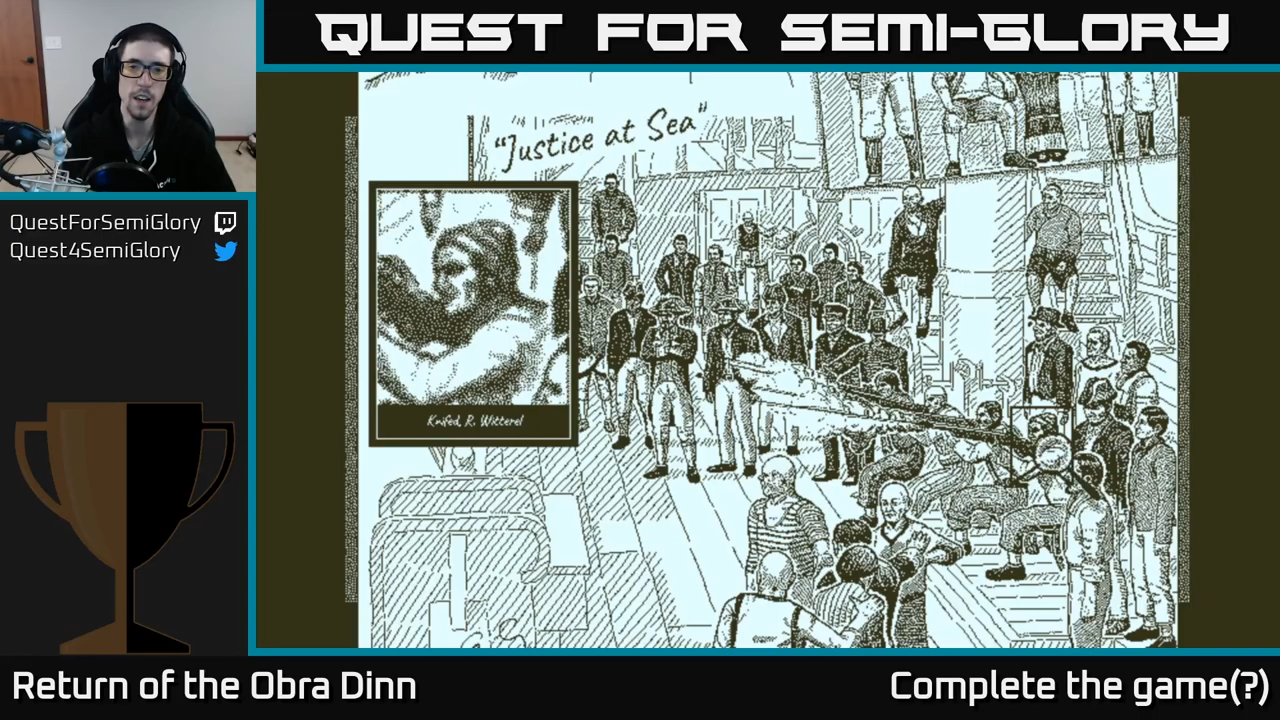 QUEST FOR SEMI-GLORY
QuestForSemiGlory
Quest4SemiGlory
"Justice at Sea"
Knifed, R. Witterel
Return of the Obra Dinn
Complete the game(?)